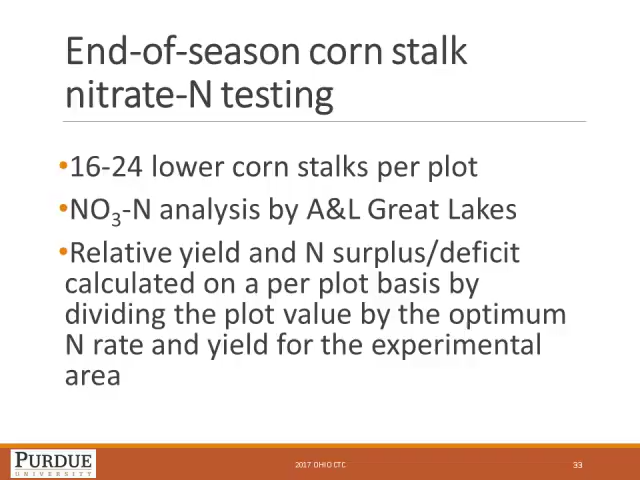 End-of-season corn stalk
nitrate-N testing
•16-24 lower corn stalks per plot
•NO₃-N analysis by A&L Great Lakes
•Relative yield and N surplus/deficit
calculated on a per plot basis by
dividing the plot value by the optimum
N rate and yield for the experimental
area
PURDUE
UNIVERSITY
2017 OHIO CTC
33